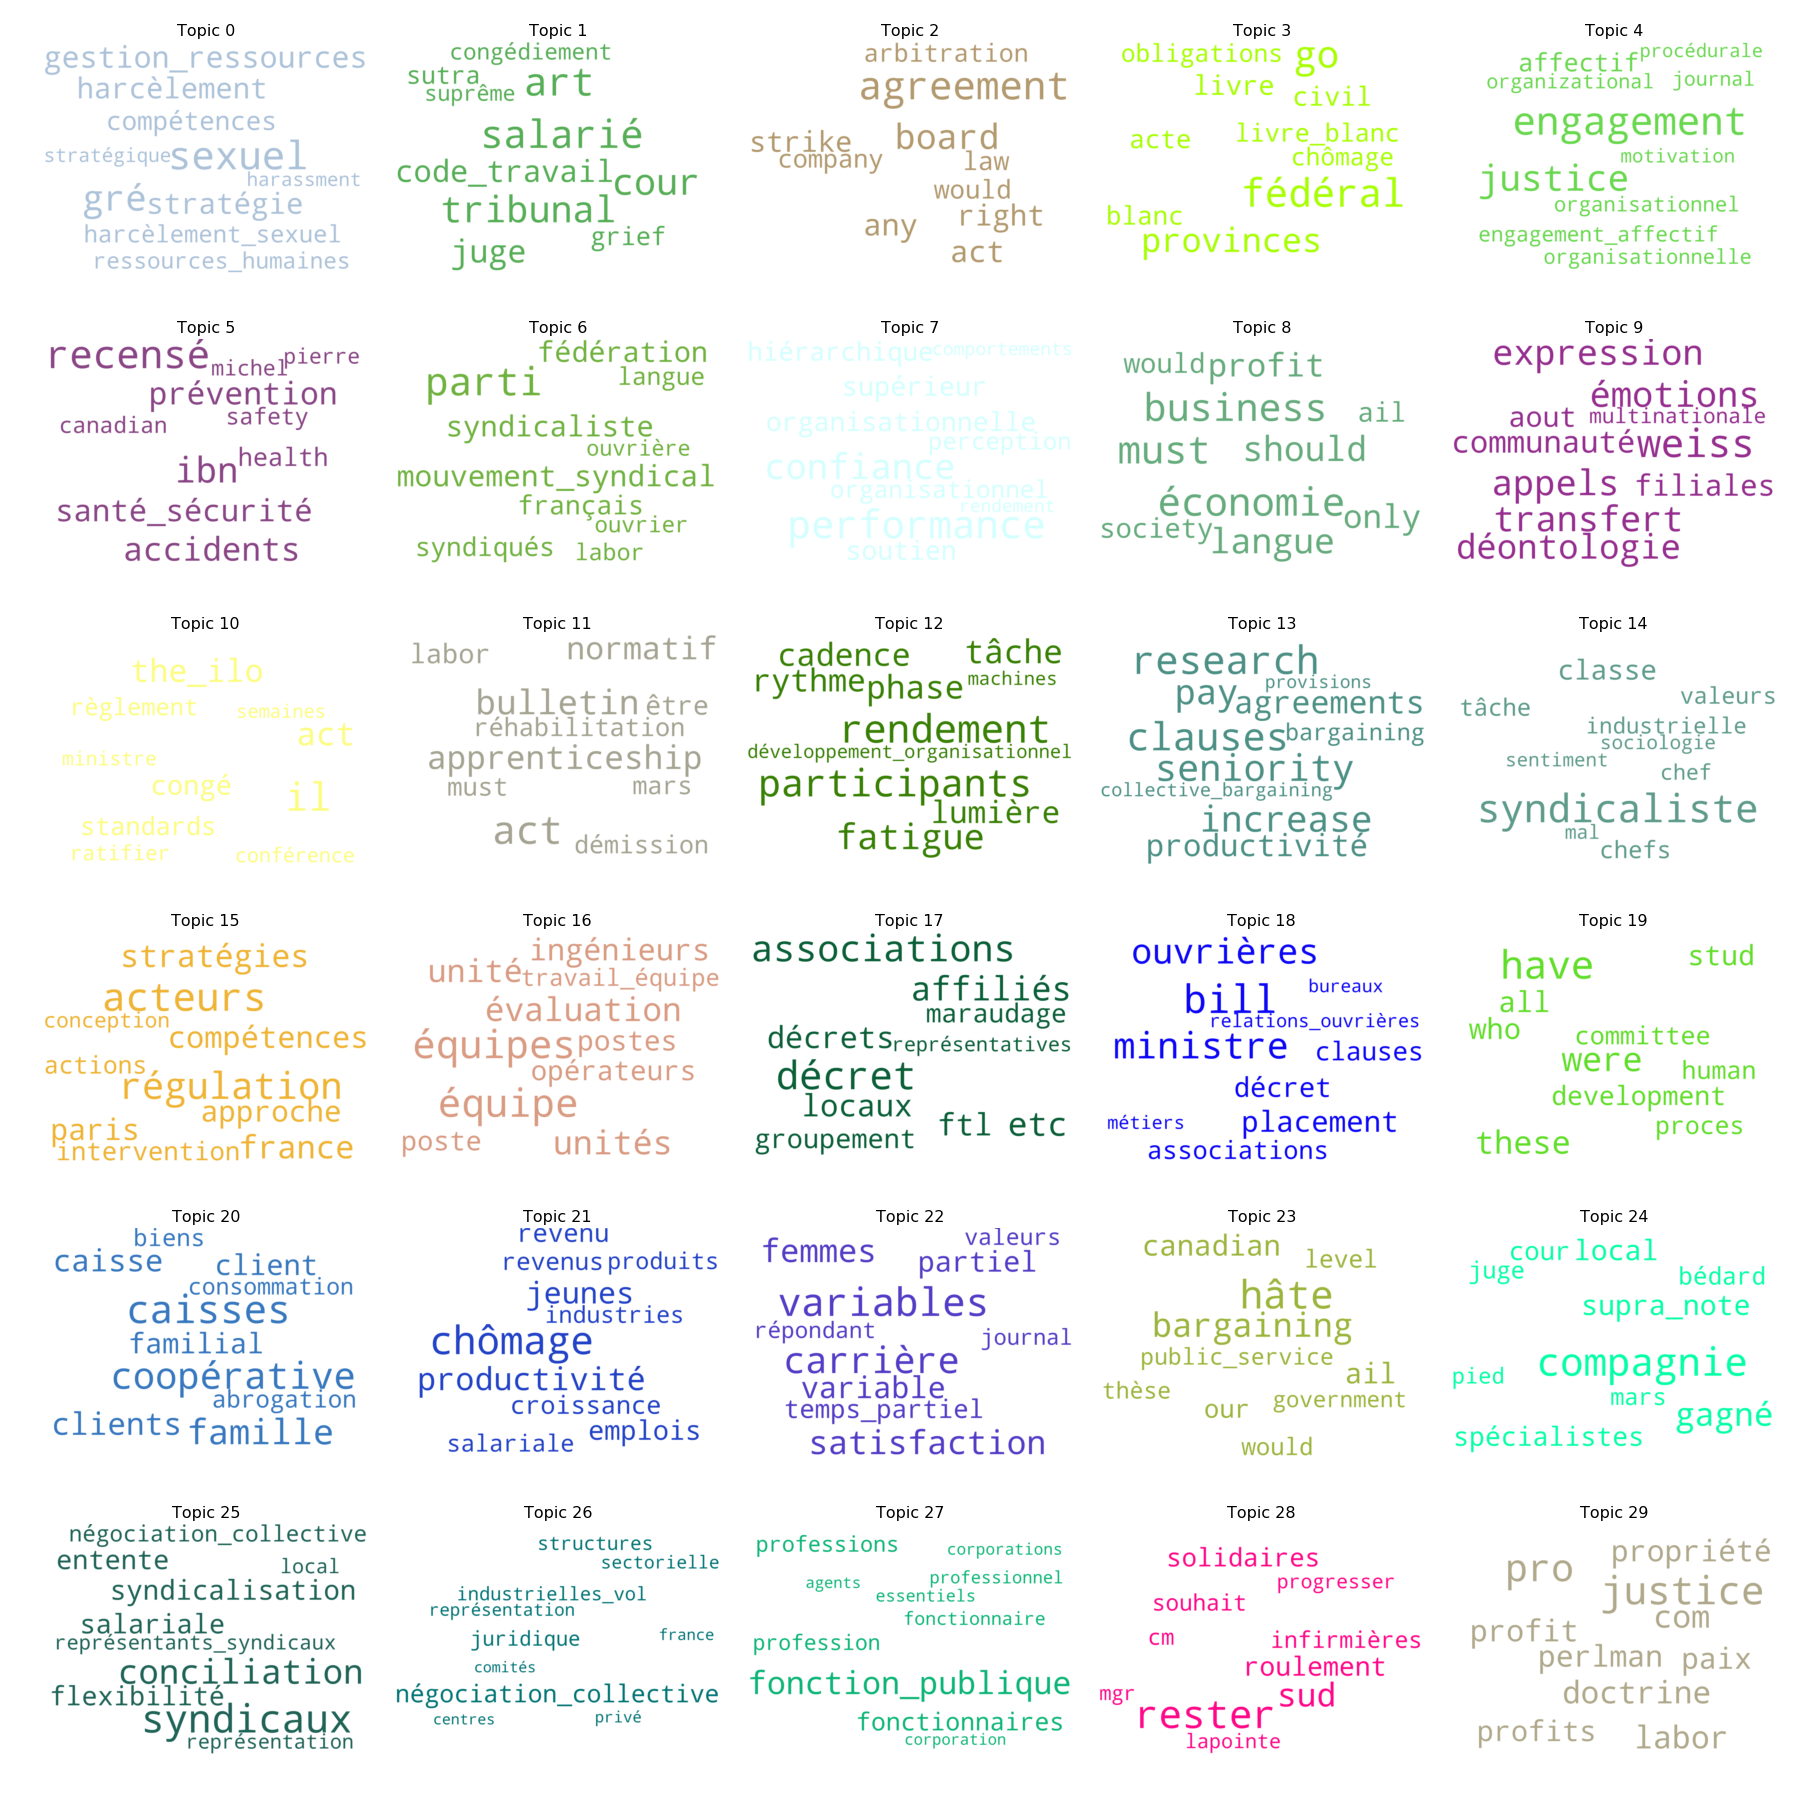 Topic 0
gestion_ressources
harcèlement
compétences
stratégique sexuel
harassment
gré stratégie
harcèlement_sexuel
ressources_humaines
Topic 1
congédiement
sutra art
suprême
salarié
code_travail cour
tribunal
juge grief
Topic 2
arbitration
agreement
strike board
company law
would
any right
act
Topic 3
obligations go
livre civil
acte livre_blanc
chômage
fédéral
blanc
provinces
Topic 4
affectif procédurale
organizational journal
engagement
motivation
justice
organisationnel
engagement_affectif
organisationnelle
Topic 5
recensé michel pierre
prévention
canadian safety
ibn health
santé_sécurité
accidents
Topic 6
fédération
parti langue
syndicaliste
ouvrière
mouvement_syndical
français
ouvrier
syndiqués labor
Topic 7
hiérarchique comportements
supérieur
organisationnelle
perception
confiance
organisationnel
rendement
performance
soutien
Topic 8
would profit
business ail
must should
économie only
society langue
Topic 9
expression
émotions
aout multinationale
communauté weiss
appels filiales
transfert
déontologie
Topic 10
the_ilo
règlement semaines
act
ministre
congé il
standards
ratifier conférence
Topic 11
labor normatif
bulletin être
réhabilitation
apprenticeship
must mars
act démission
Topic 12
cadence tâche
rythme phase machines
rendement
développement_organisationnel
participants
lumière
fatigue
Topic 13
research
pay provisions
agreements
clauses bargaining
seniority
collective_bargaining
increase
productivité
Topic 14
classe
tâche valeurs
industrielle
sociologie
sentiment chef
syndicaliste
mal
chefs
Topic 15
stratégies
acteurs
conception
compétences
actions
régulation
approche
paris
intervention france
Topic 16
ingénieurs
unité travail_équipe
évaluation
équipes postes
opérateurs
équipe
poste unités
Topic 17
associations
affiliés
maraudage
décrets représentatives
décret
locaux
groupement ftl etc
Topic 18
ouvrières
bill bureaux
relations_ouvrières
ministre clauses
décret
métiers placement
associations
Topic 19
have stud
all
who committee
were human
development
proces
these
Topic 20
biens
caisse client
consommation
caisses
familial
coopérative
abrogation
clients famille
Topic 21
revenu
revenus produits
jeunes
industries
chômage
productivité
croissance
salariale emplois
Topic 22
femmes valeurs
partiel
variables
répondant journal
carrière
variable
temps_partiel
satisfaction
Topic 23
canadian level
hâte
bargaining
public_service
thèse ail
our government
would
Topic 24
cour local
juge bédard
supra_note
compagnie
pied mars
gagné
spécialistes
Topic 25
négociation_collective
entente local
syndicalisation
salariale
représentants_syndicaux
conciliation
flexibilité
syndicaux
représentation
Topic 26
structures
sectorielle
industrielles_vol
représentation
juridique france
comités
négociation_collective
centres privé
Topic 27
professions corporations
agents professionnel
essentiels
fonctionnaire
profession
fonction_publique
fonctionnaires
corporation
Topic 28
solidaires
progresser
souhait
cm infirmières
roulement
mgr sud
rester
lapointe
Topic 29
pro propriété
justice
profit com
perlman paix
doctrine
profits labor